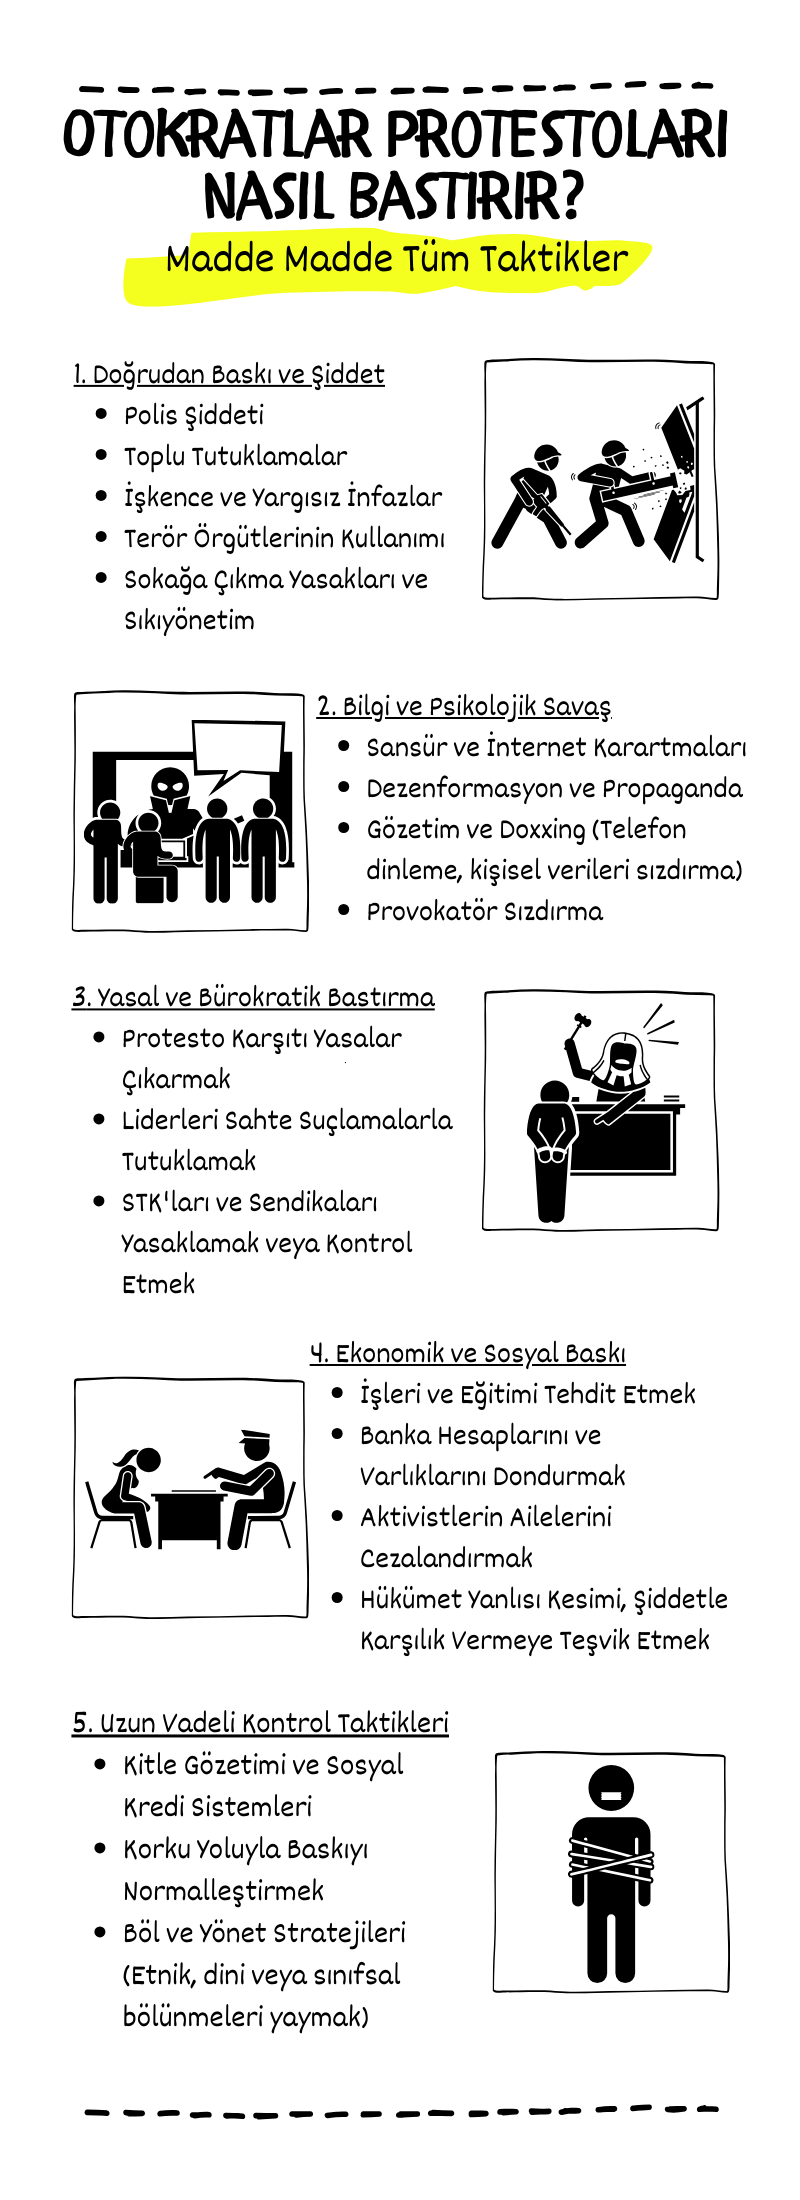 OTOKRATLAR PROTESTOLARI
NASIL BASTIRIR?
Madde Madde Tüm Taktikler
1. Doğrudan Baskı ve Şiddet
• Polis Şiddeti
• Toplu Tutuklamalar
• İşkence ve Yargısız İnfazlar
• Terör Örgütlerinin Kullanımı
• Sokağa Çıkma Yasakları ve
Sıkıyönetim
2. Bilgi ve Psikolojik Savaş
• Sansür ve İnternet Karartmaları
• Dezenformasyon ve Propaganda
• Gözetim ve Doxxing (Telefon
dinleme, kişisel verileri sızdırma)
• Provokatör Sızdırma
3. Yasal ve Bürokratik Bastırma
• Protesto Karşıtı Yasalar
Çıkarmak
• Liderleri Sahte Suçlamalarla
Tutuklamak
• STK'ları ve Sendikaları
Yasaklamak veya Kontrol
Etmek
4. Ekonomik ve Sosyal Baskı
• İşleri ve Eğitimi Tehdit Etmek
• Banka Hesaplarını ve
Varlıklarını Dondurmak
• Aktivistlerin Ailelerini
Cezalandırmak
• Hükümet Yanlısı Kesimi, Şiddetle
Karşılık Vermeye Teşvik Etmek
5. Uzun Vadeli Kontrol Taktikleri
• Kitle Gözetimi ve Sosyal
Kredi Sistemleri
• Korku Yoluyla Baskıyı
Normalleştirmek
• Böl ve Yönet Stratejileri
(Etnik, dini veya sınıfsal
bölünmeleri yaymak)